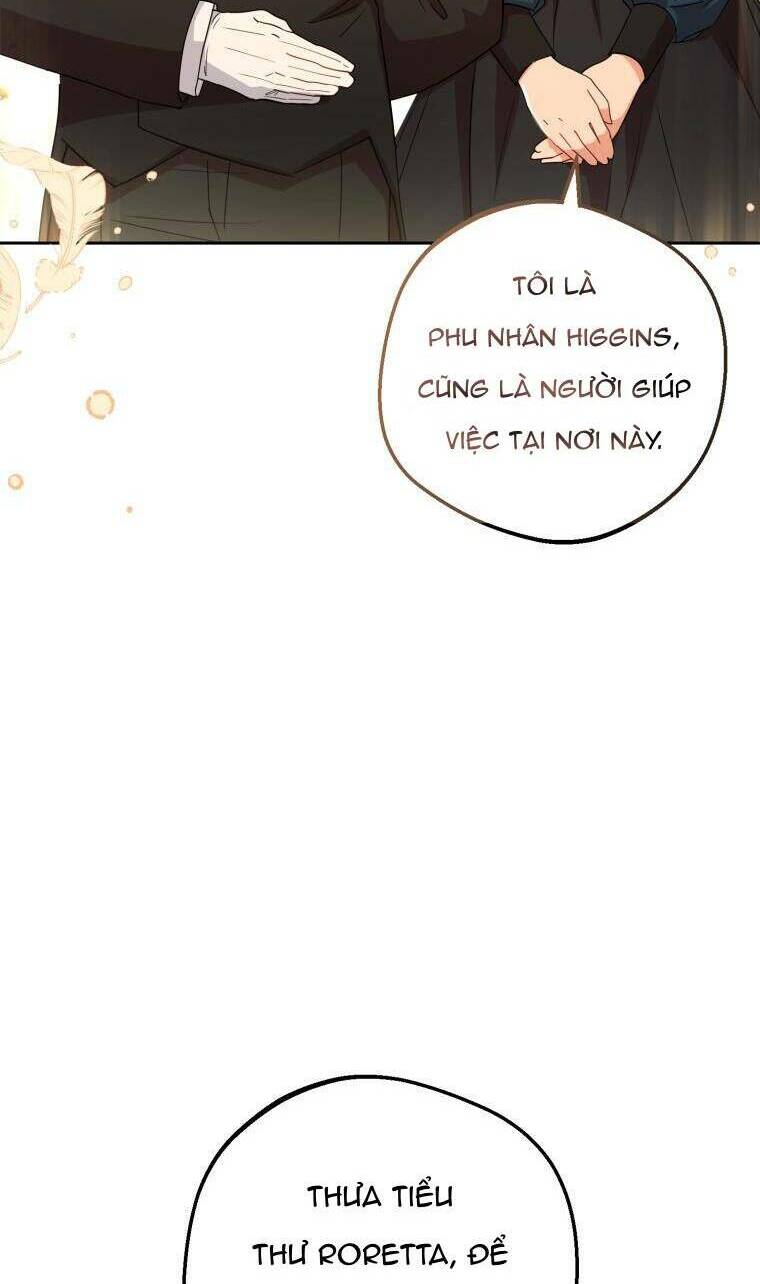 TÔI LÀ
PHU NHÂN HIGGINS,
CŨNG LÀ NGƯỜI GIÚP
VIỆC TẠI NƠI NÀY.
THƯA TIỂU
THƯ RORETTA, ĐỂ